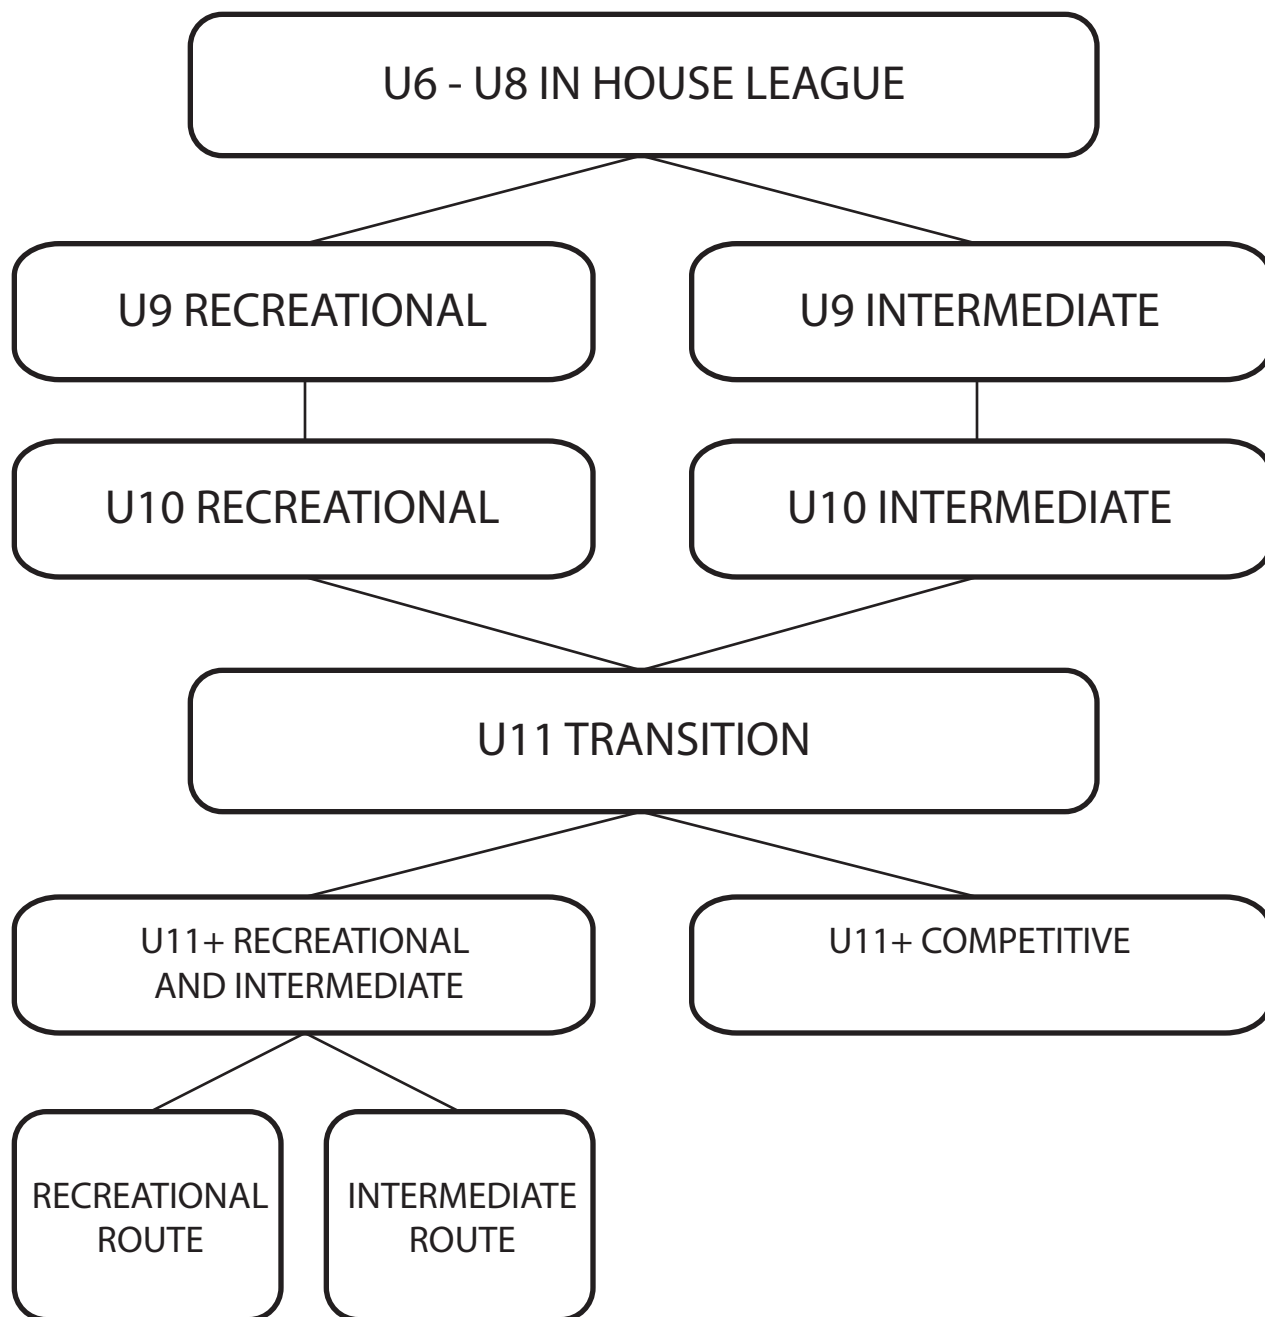 U6 - U8 IN HOUSE LEAGUE
U9 RECREATIONAL
U9 INTERMEDIATE
U10 RECREATIONAL
U10 INTERMEDIATE
U11 TRANSITION
U11+ RECREATIONAL
AND INTERMEDIATE
U11+ COMPETITIVE
RECREATIONAL
ROUTE
INTERMEDIATE
ROUTE